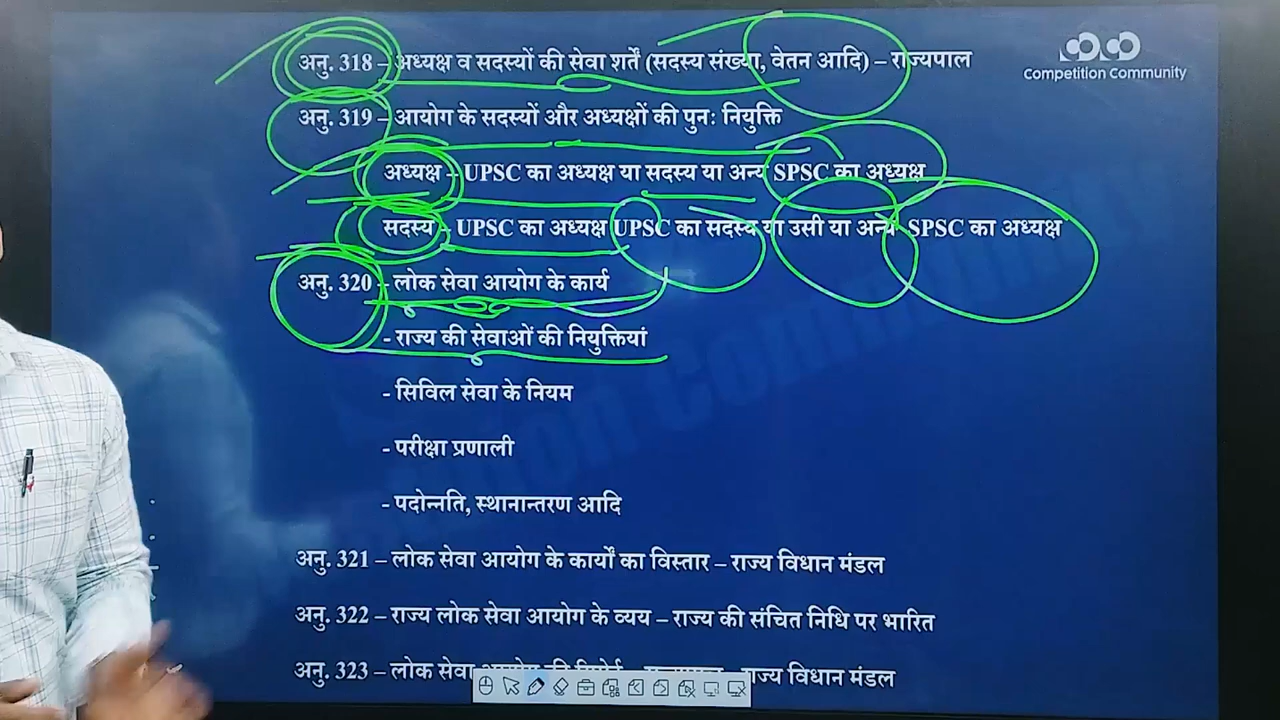 अनु. 318 – अध्यक्ष व सदस्यों की सेवा शर्तें (सदस्य संख्या, वेतन आदि) – राज्यपाल
Competition Community
अनु. 319 – आयोग के सदस्यों और अध्यक्षों की पुनः नियुक्ति
अध्यक्ष – UPSC का अध्यक्ष या सदस्य या अन्य SPSC का अध्यक्ष
सदस्य – UPSC का अध्यक्ष UPSC का सदस्य या उसी या अन्य SPSC का अध्यक्ष
अनु. 320 – लोक सेवा आयोग के कार्य
- राज्य की सेवाओं की नियुक्तियां
- सिविल सेवा के नियम
- परीक्षा प्रणाली
- पदोन्नति, स्थानान्तरण आदि
अनु. 321 – लोक सेवा आयोग के कार्यों का विस्तार – राज्य विधान मंडल
अनु. 322 – राज्य लोक सेवा आयोग के व्यय – राज्य की संचित निधि पर भारित
अनु. 323 – लोक सेवा राज्य विधान मंडल